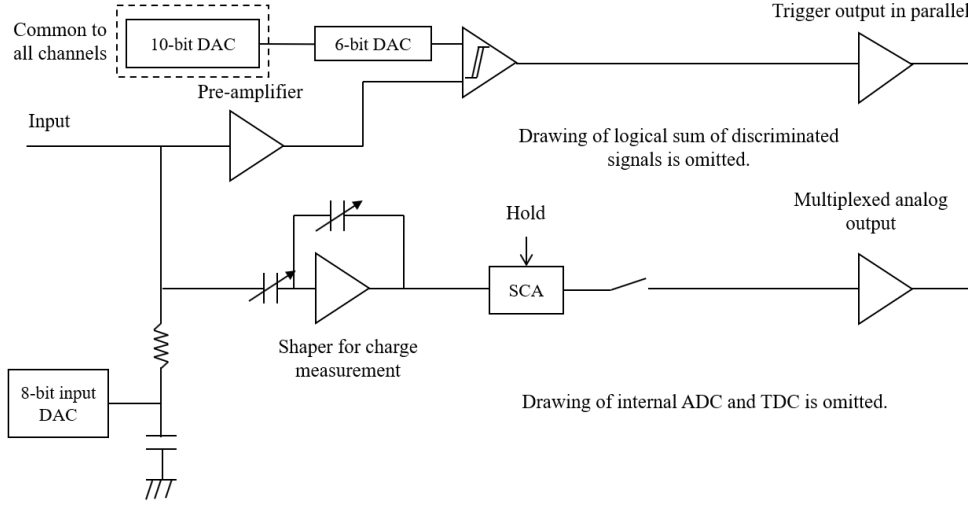 Trigger output in parallel
Common to
all channels
10-bit DAC
6-bit DAC
Pre-amplifier
Input
Drawing of logical sum of discriminated
signals is omitted.
Multiplexed analog
output
Hold
SCA
Shaper for charge
measurement
8-bit input
DAC
Drawing of internal ADC and TDC is omitted.